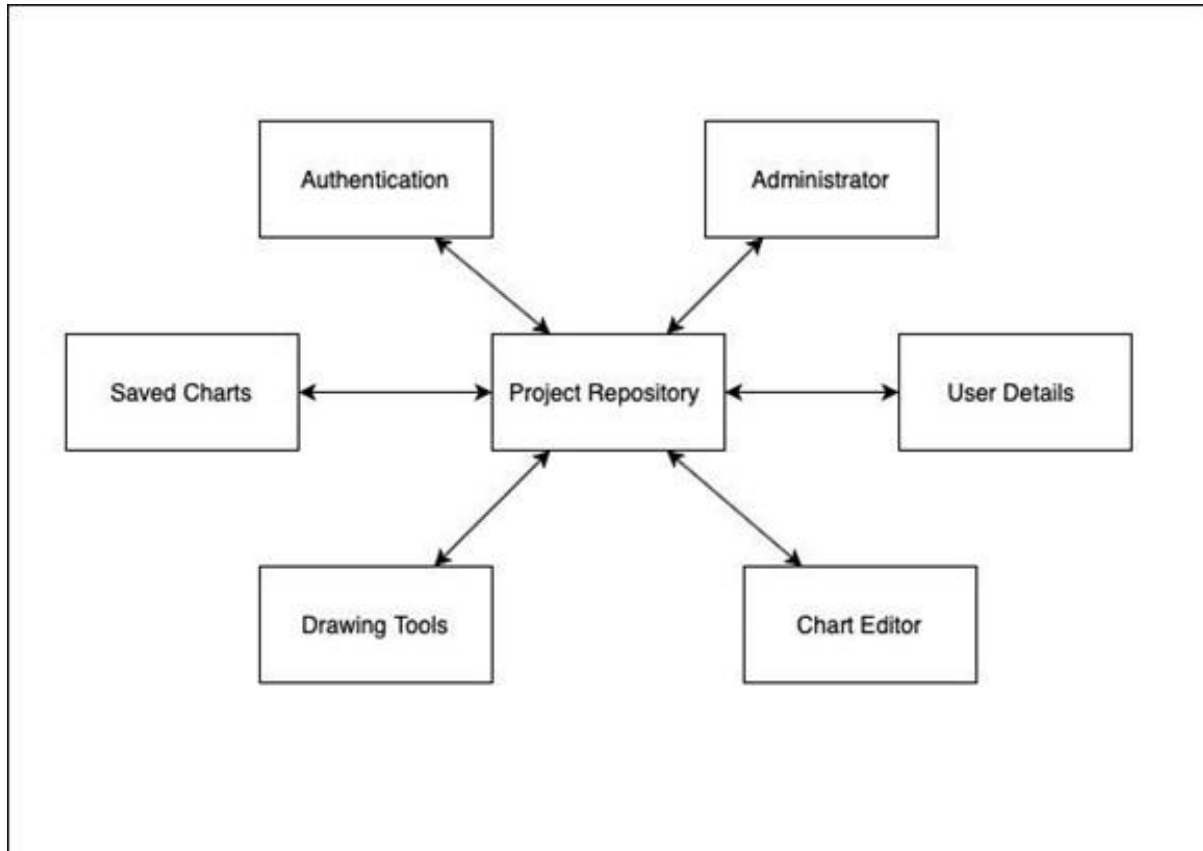 Authentication
Administrator
Saved Charts
Project Repository
User Details
Drawing Tools
Chart Editor